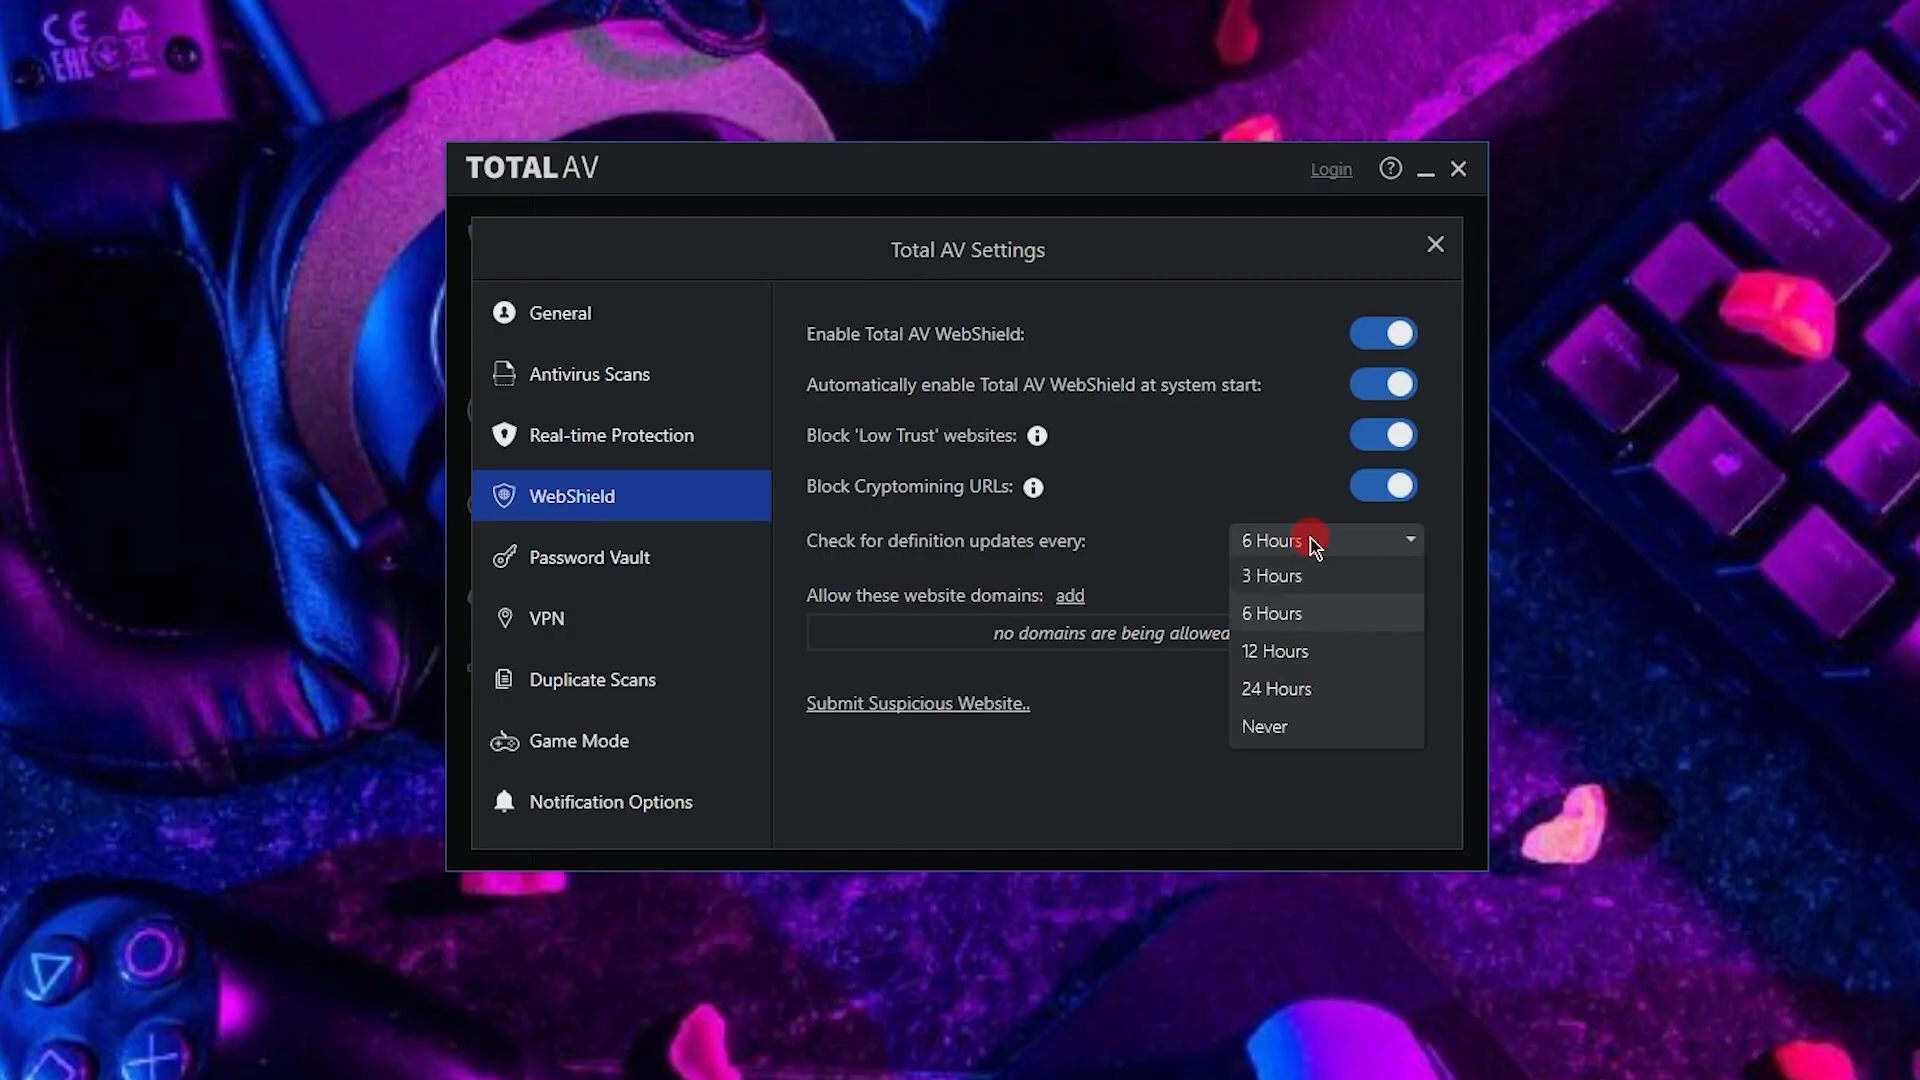 CE
EAC
TOTALAV
Login
Total AV Settings
General
Antivirus Scans
Real-time Protection
WebShield
Password Vault
VPN
Duplicate Scans
Game Mode
Notification Options
Enable Total AV WebShield:
Automatically enable Total AV WebShield at system start:
Block 'Low Trust' websites:
Block Cryptomining URLs:
Check for definition updates every:
6 Hours
3 Hours
6 Hours
12 Hours
24 Hours
Never
Allow these website domains: add
no domains are being allowed
Submit Suspicious Website..